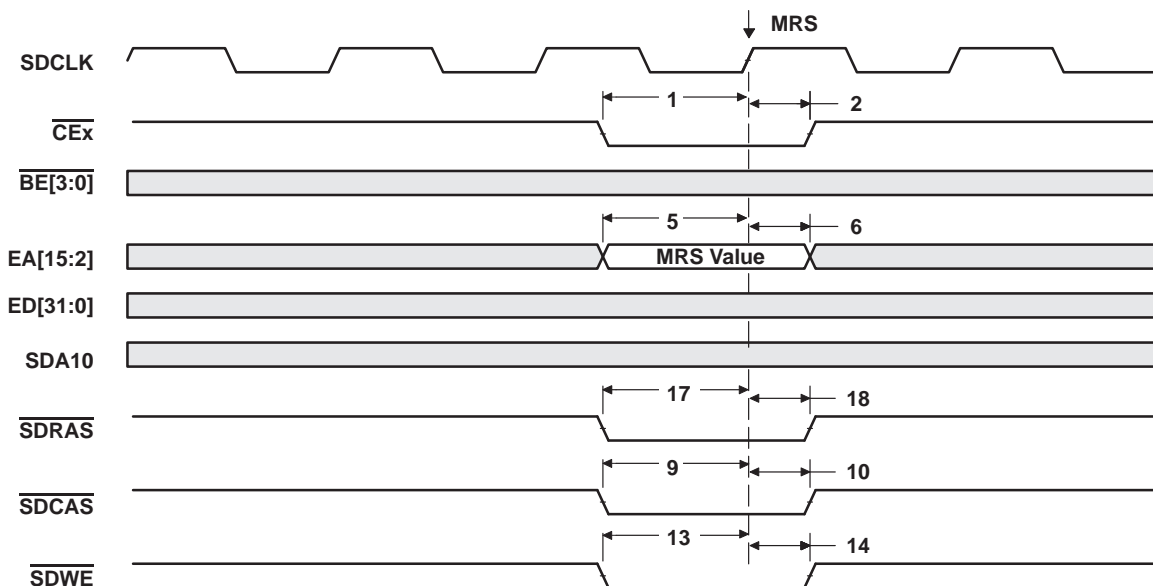 MRS
SDCLK
1 2
CEx
BE[3:0]
5 6
EA[15:2] MRS Value
ED[31:0]
SDA10
17 18
SDRAS
9 10
SDCAS
13 14
SDWE